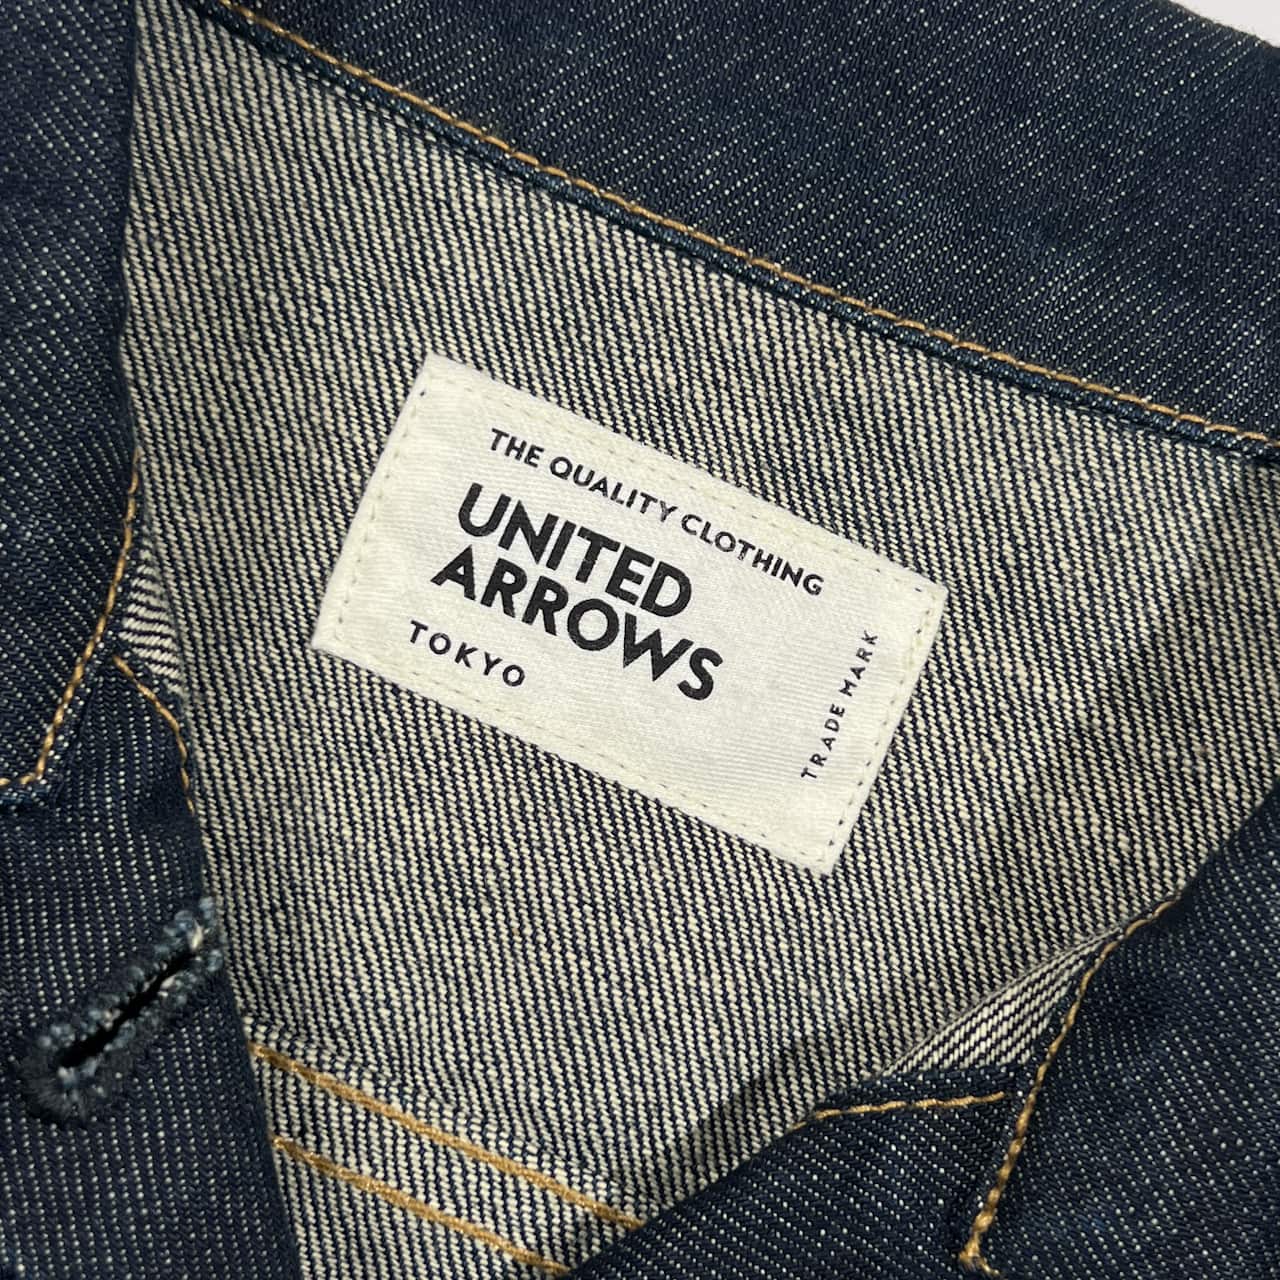 THE QUALITY CLOTHING
UNITED
ARROWS
TOKYO
TRADE MARK